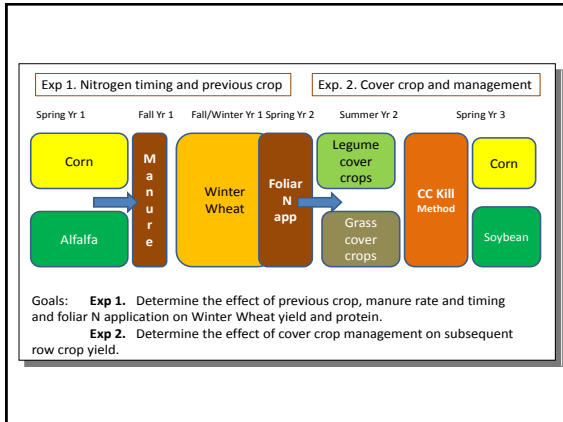 Exp 1. Nitrogen timing and previous crop
Exp. 2. Cover crop and management
Spring Yr 1
Fall Yr 1
Fall/Winter Yr 1
Spring Yr 2
Summer Yr 2
Spring Yr 3
Corn
Alfalfa
M
a
n
u
r
e
Winter
Wheat
Foliar
N
app
Legume
cover
crops
Grass
cover
crops
CC Kill
Method
Corn
Soybean
Goals: Exp 1. Determine the effect of previous crop, manure rate and timing
and foliar N application on Winter Wheat yield and protein.
Exp 2. Determine the effect of cover crop management on subsequent
row crop yield.